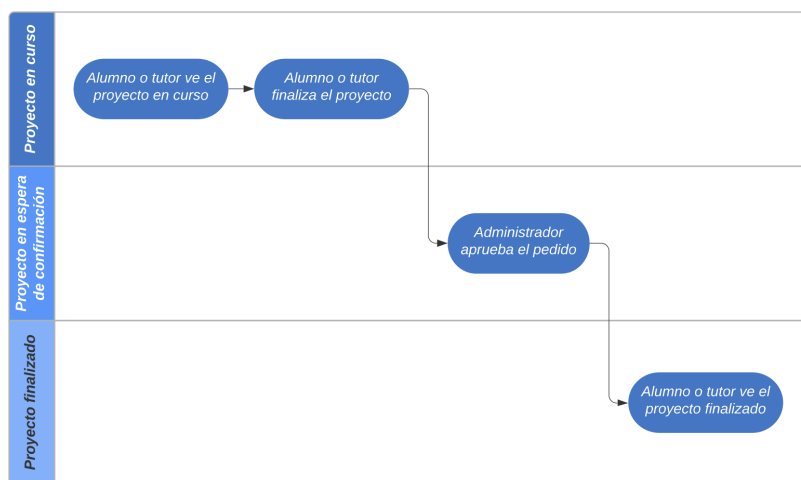 Proyecto en curso
Alumno o tutor ve el
proyecto en curso
Alumno o tutor
finaliza el proyecto
Proyecto en espera
de confirmación
Administrador
aprueba el pedido
Proyecto finalizado
Alumno o tutor ve el
proyecto finalizado